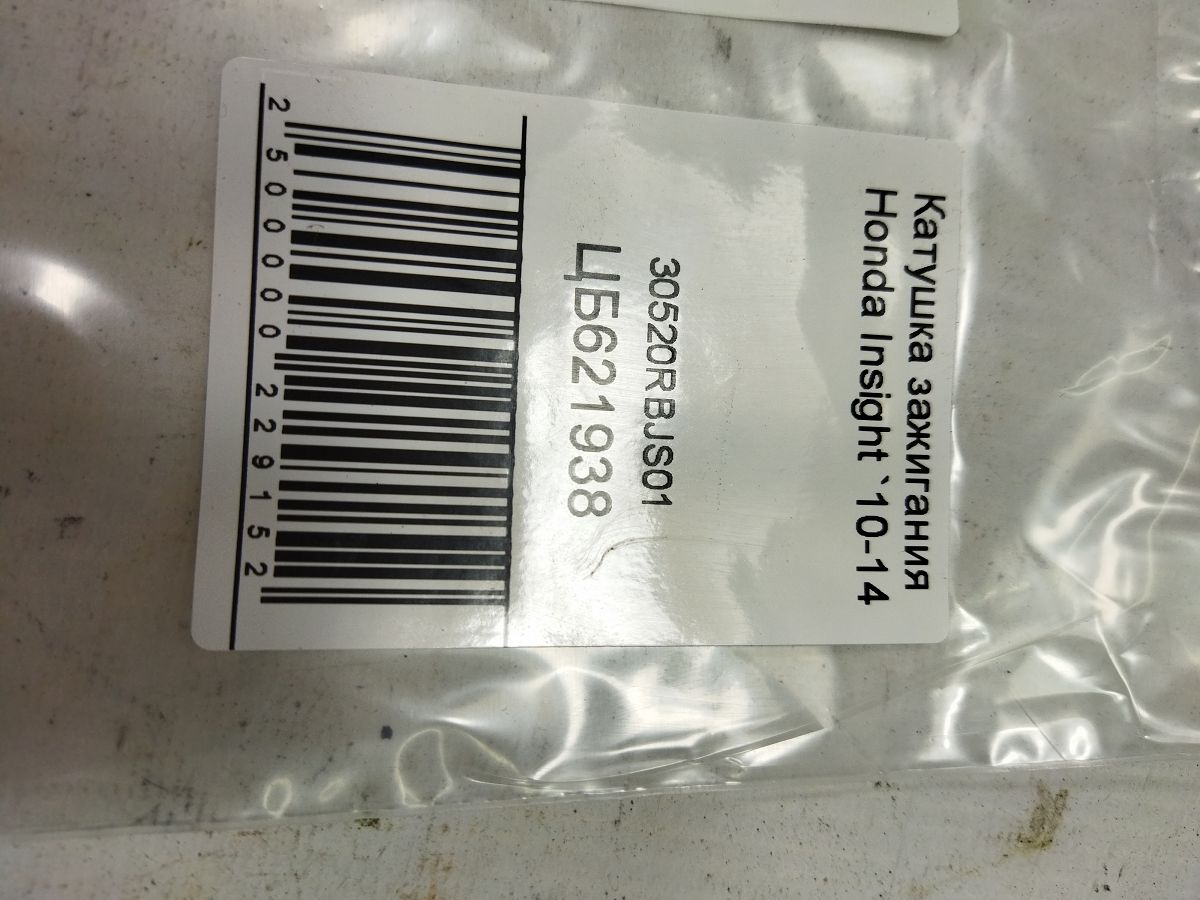 Катушка зажигания
Honda Insight `10-14
30520RBJS01
ЦБ621938
2500000229152